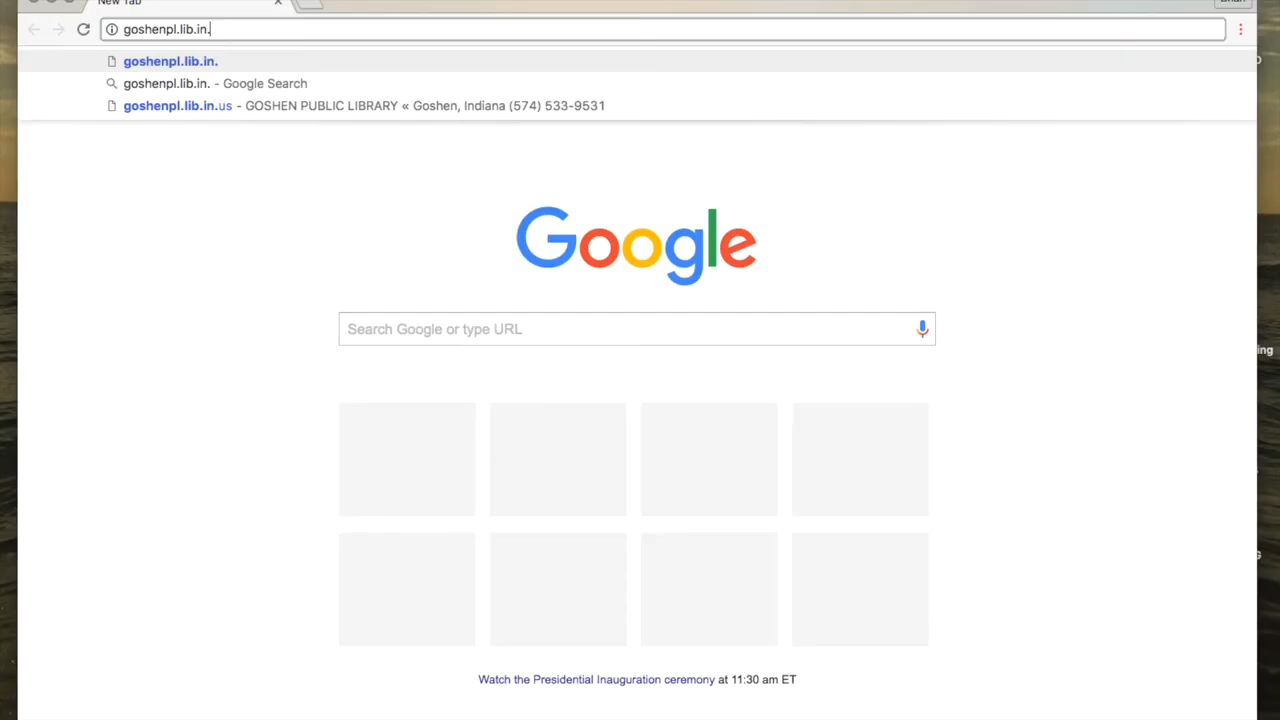 New Tab
goshenpl.lib.in.
goshenpl.lib.in.
goshenpl.lib.in. - Google Search
goshenpl.lib.in.us - GOSHEN PUBLIC LIBRARY « Goshen, Indiana (574) 533-9531
Google
Search Google or type URL
ing
Watch the Presidential Inauguration ceremony at 11:30 am ET